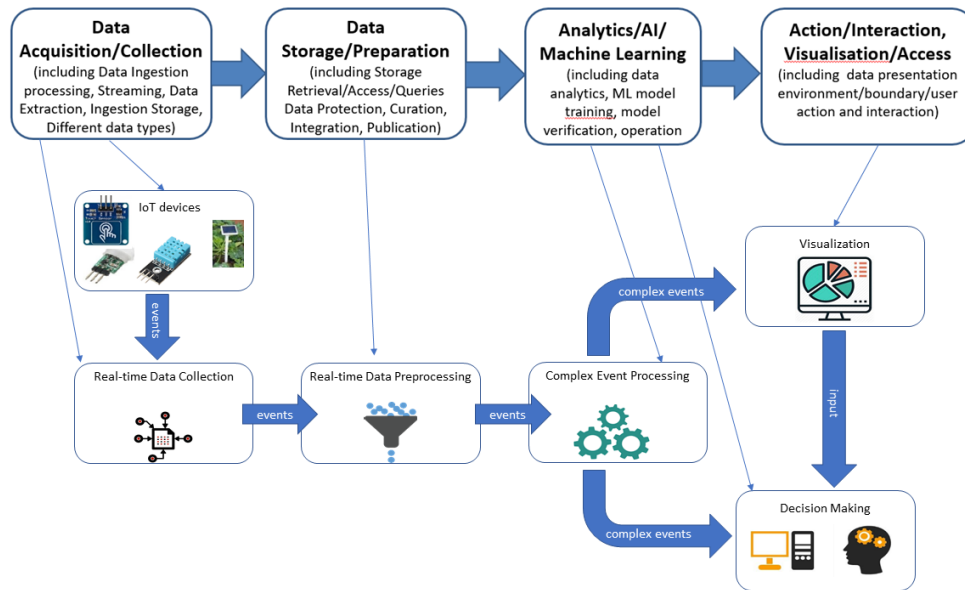 Data
Acquisition/Collection
(including Data Ingestion
processing, Streaming, Data
Extraction, Ingestion Storage,
Different data types)
Data
Storage/Preparation
(including Storage
Retrieval/Access/Queries
Data Protection, Curation,
Integration, Publication)
Analytics/AI/
Machine Learning
(including data
analytics, ML model
training, model
verification, operation
Action/Interaction,
Visualisation/Access
(including data presentation
environment/boundary/user
action and interaction)
IoT devices
events
Real-time Data Collection
events
Real-time Data Preprocessing
events
Complex Event Processing
complex events
complex events
Visualization
input
Decision Making